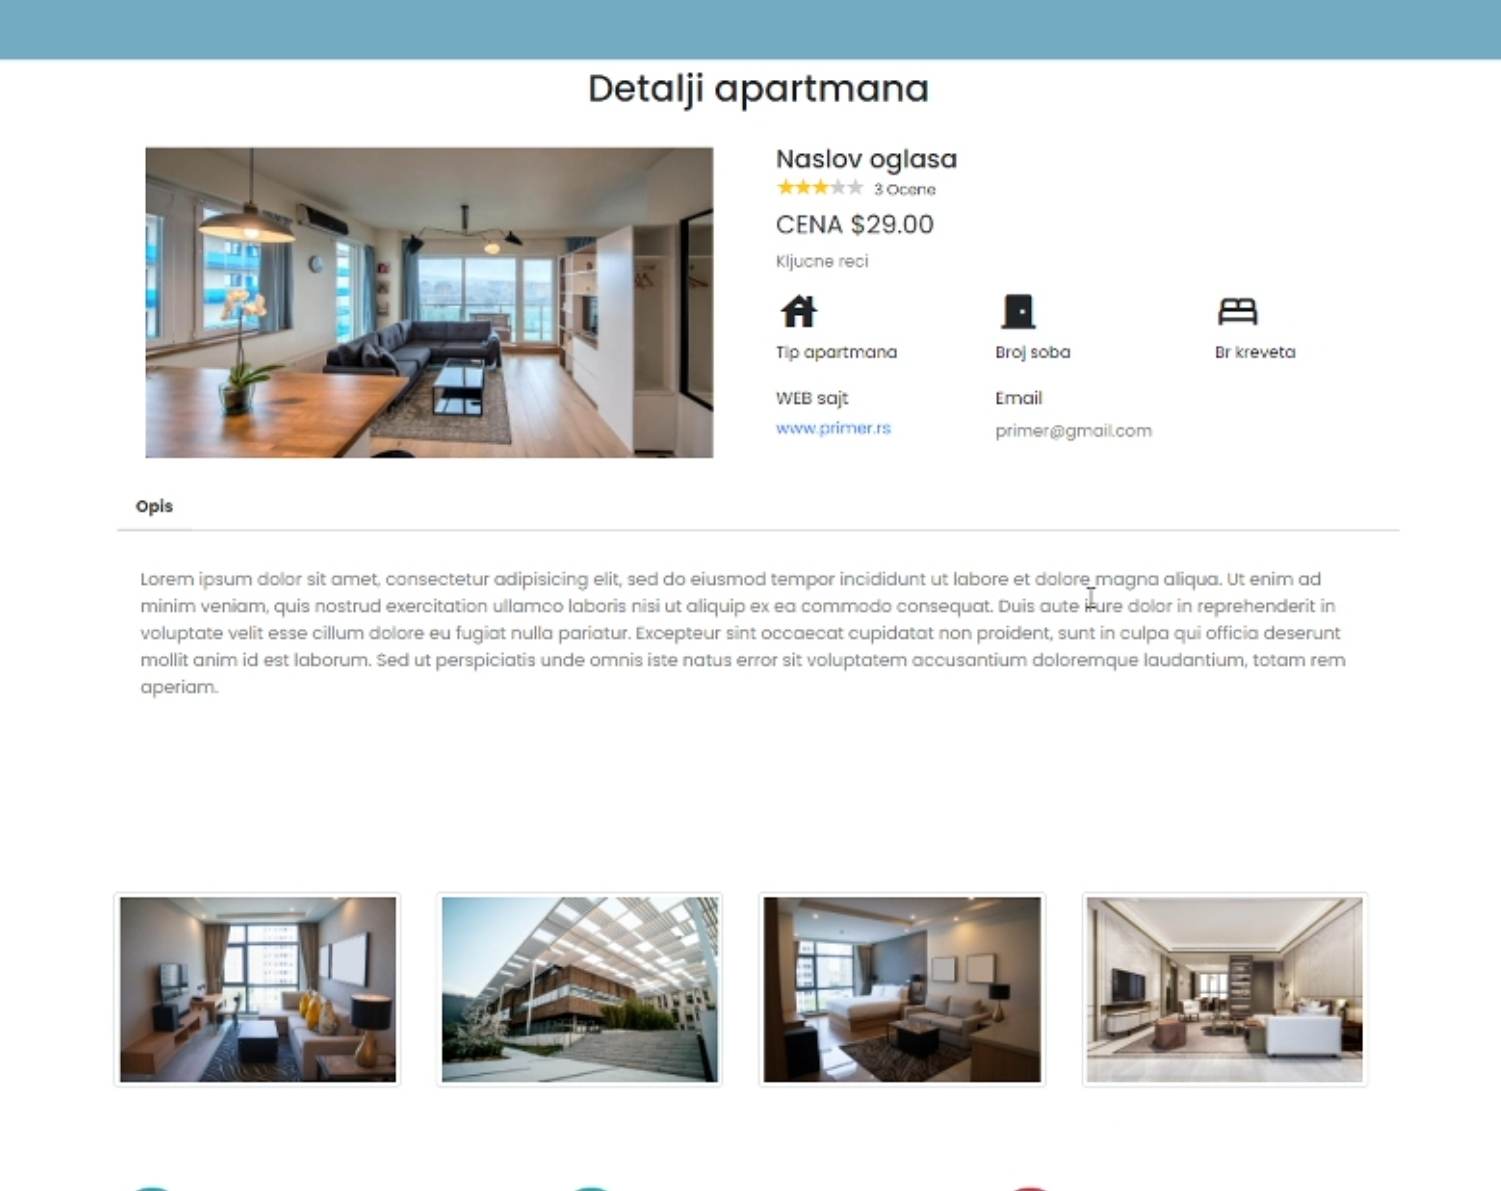 Detalji apartmana
Naslov oglasa
3 Ocene
CENA $29.00
Kljucne reci
Tip apartmana
Broj soba
Br kreveta
WEB sajt
Email
www.primer.rs
primer@gmail.com
Opis
Lorem ipsum dolor sit amet, consectetur adipisicing elit, sed do eiusmod tempor incididunt ut labore et dolore magna aliqua. Ut enim ad
minim veniam, quis nostrud exercitation ullamco laboris nisi ut aliquip ex ea commodo consequat. Duis aute irure dolor in reprehenderit in
voluptate velit esse cillum dolore eu fugiat nulla pariatur. Excepteur sint occaecat cupidatat non proident, sunt in culpa qui officia deserunt
mollit anim id est laborum. Sed ut perspiciatis unde omnis iste natus error sit voluptatem accusantium doloremque laudantium, totam rem
aperiam.